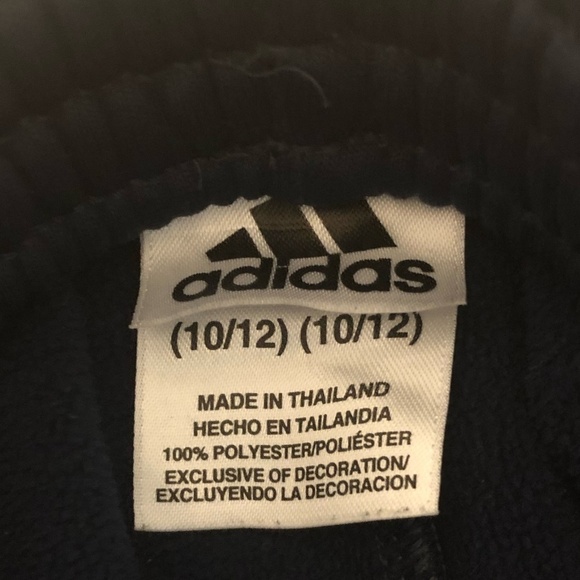 adidas
(10/12) (10/12)
MADE IN THAILAND
HECHO EN TAILANDIA
100% POLYESTER/POLIÉSTER
EXCLUSIVE OF DECORATION/
EXCLUYENDO LA DECORACION